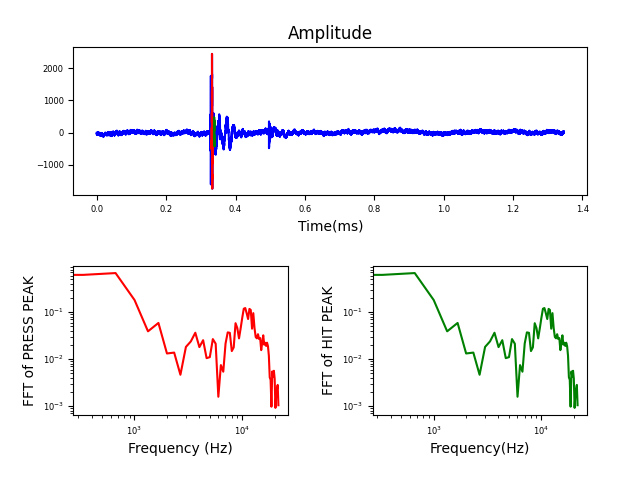 Amplitude
2000
1000
0
−1000
0.0 0.2 0.4 0.6 0.8 1.0 1.2 1.4
Time(ms)
FFT of PRESS PEAK
10⁻¹
10⁻²
10⁻³
10³ 10⁴
Frequency (Hz)
FFT of HIT PEAK
10⁻¹
10⁻²
10⁻³
10³ 10⁴
Frequency(Hz)